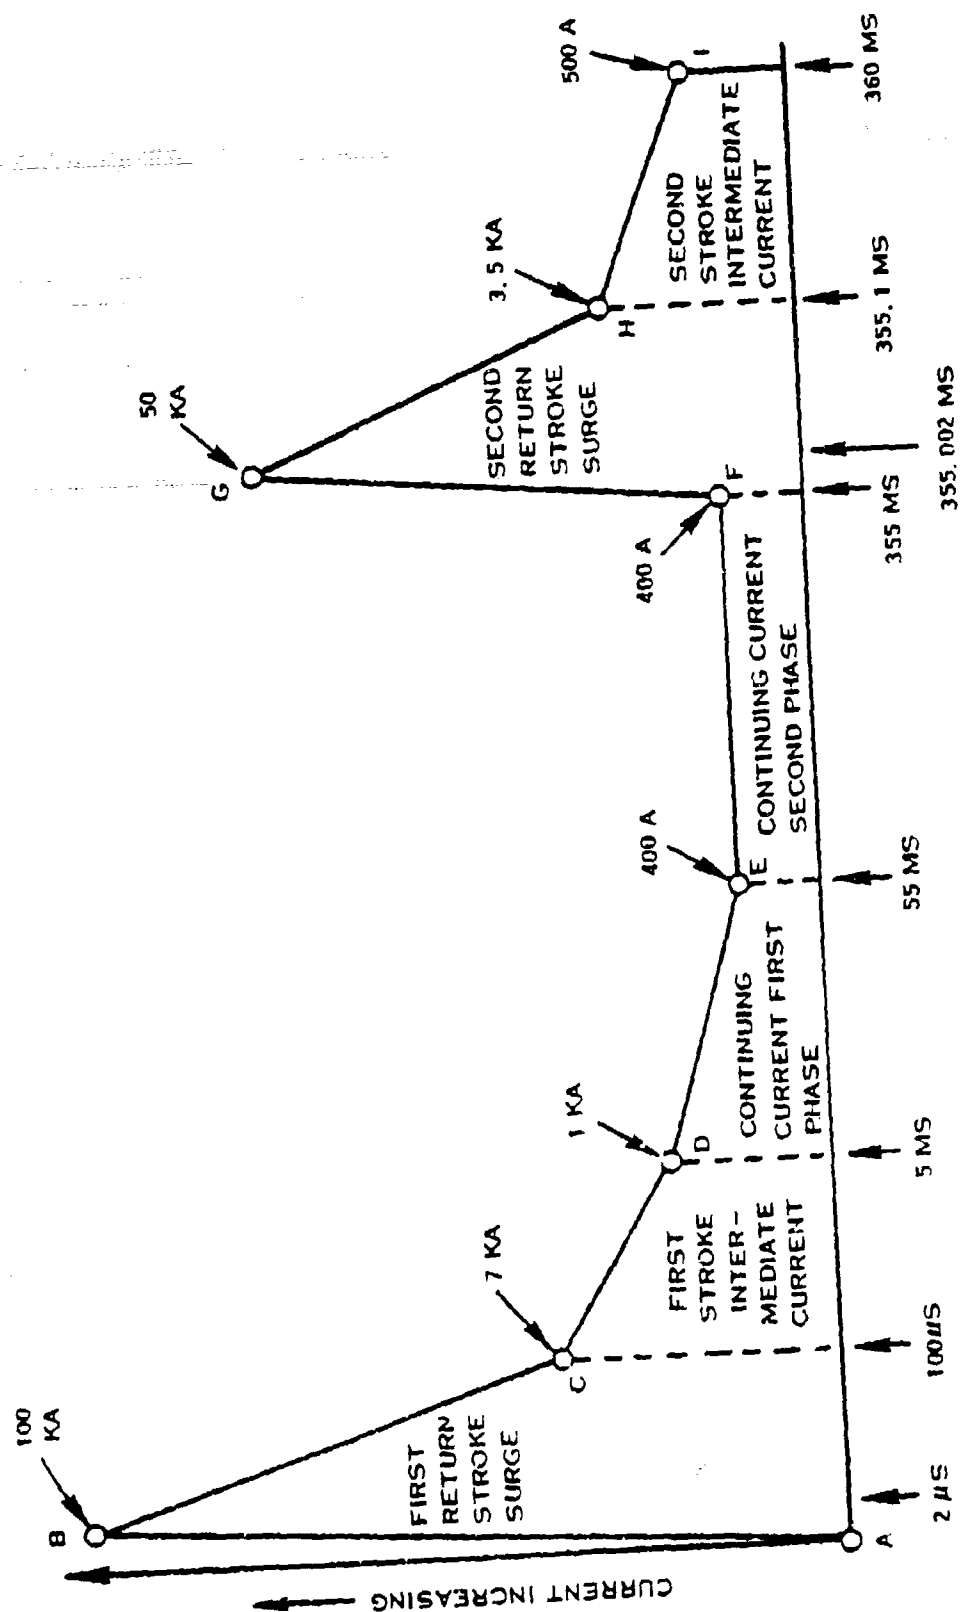 CURRENT INCREASING
100
KA
B
FIRST
RETURN
STROKE
SURGE
A
2 µS
7 KA
C
100µS
FIRST
STROKE
INTER-
MEDIATE
CURRENT
1 KA
D
5 MS
CONTINUING
CURRENT FIRST
PHASE
400 A
E
55 MS
CONTINUING CURRENT
SECOND PHASE
400 A
F
355 MS
355.002 MS
50
KA
G
SECOND
RETURN
STROKE
SURGE
3.5 KA
H
355.1 MS
SECOND
STROKE
INTERMEDIATE
CURRENT
500 A
I
360 MS